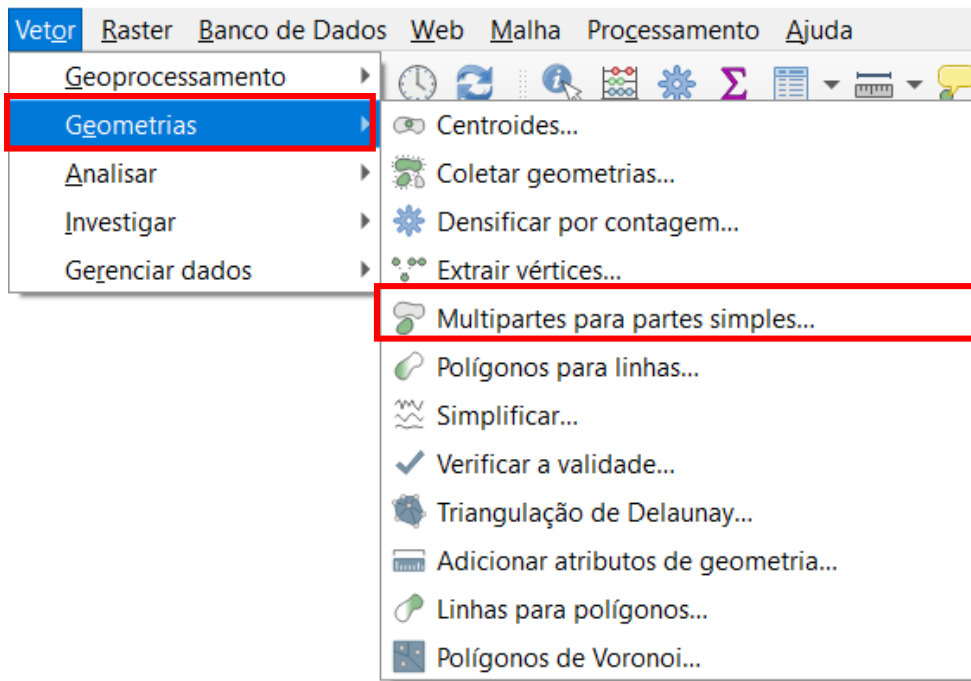 Vetor Raster Banco de Dados Web Malha Processamento Ajuda
Geoprocessamento
Geometrias
Analisar
Investigar
Gerenciar dados
Centroides...
Coletar geometrias...
Densificar por contagem...
Extrair vértices...
Multipartes para partes simples...
Polígonos para linhas...
Simplificar...
Verificar a validade...
Triangulação de Delaunay...
Adicionar atributos de geometria...
Linhas para polígonos...
Polígonos de Voronoi...